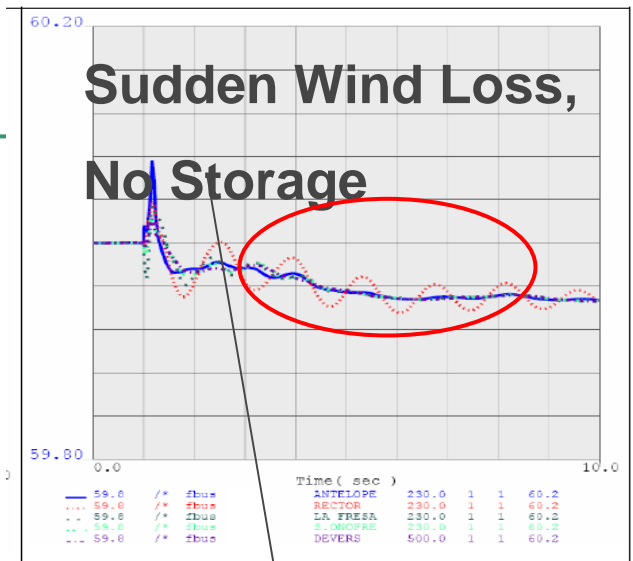 60.20
Sudden Wind Loss,
No Storage
59.80
0.0
10.0
Time( sec )
59.8 /* fbus ANTELOPE 230.0 1 1 60.2
59.8 /* fbus RECTOR 230.0 1 1 60.2
59.8 /* fbus LA FRESA 230.0 1 1 60.2
59.8 /* fbus S.ONOFRE 230.0 1 1 60.2
59.8 /* fbus DEVERS 500.0 1 1 60.2